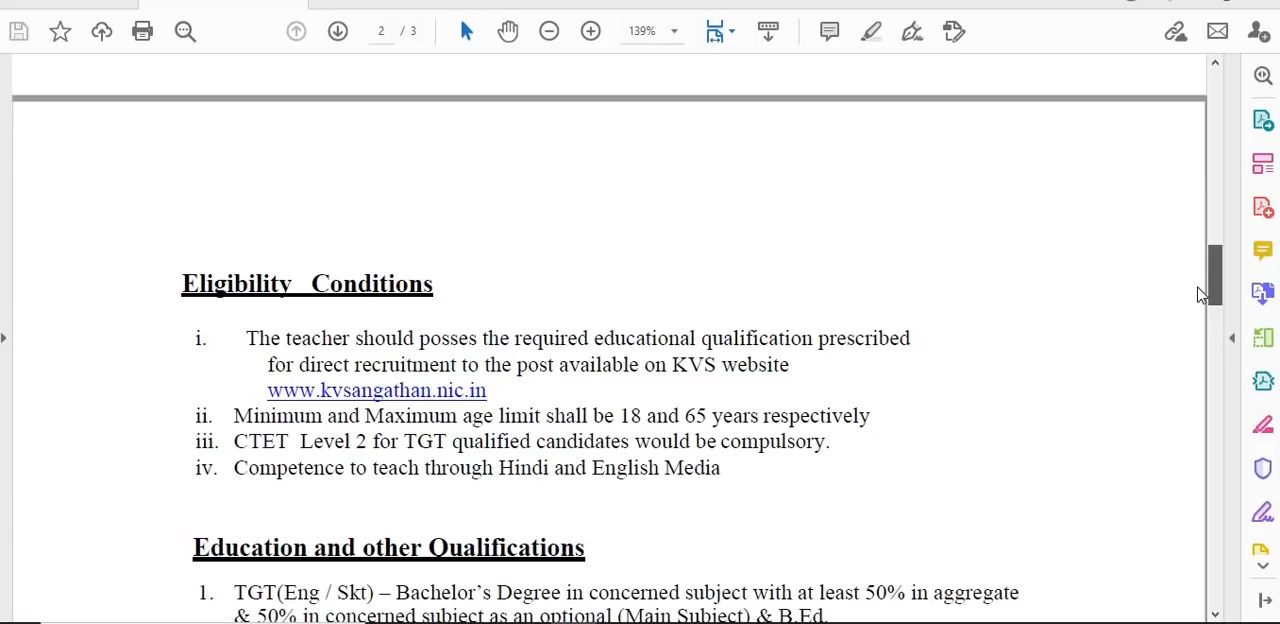 2 / 3
139%
Eligibility Conditions
i. The teacher should posses the required educational qualification prescribed
for direct recruitment to the post available on KVS website
www.kvsangathan.nic.in
ii. Minimum and Maximum age limit shall be 18 and 65 years respectively
iii. CTET Level 2 for TGT qualified candidates would be compulsory.
iv. Competence to teach through Hindi and English Media
Education and other Qualifications
1. TGT(Eng / Skt) – Bachelor's Degree in concerned subject with at least 50% in aggregate
& 50% in concerned subject as an optional (Main Subject) & B.Ed.